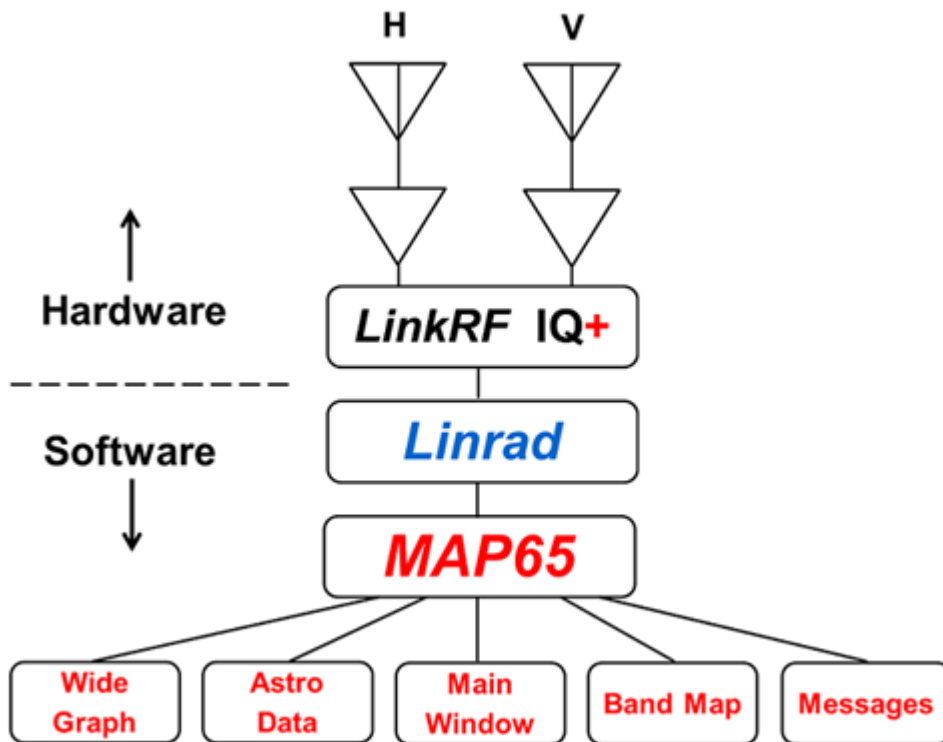 H V
Hardware
LinkRF IQ+
Software
Linrad
MAP65
Wide
Graph
Astro
Data
Main
Window
Band Map
Messages